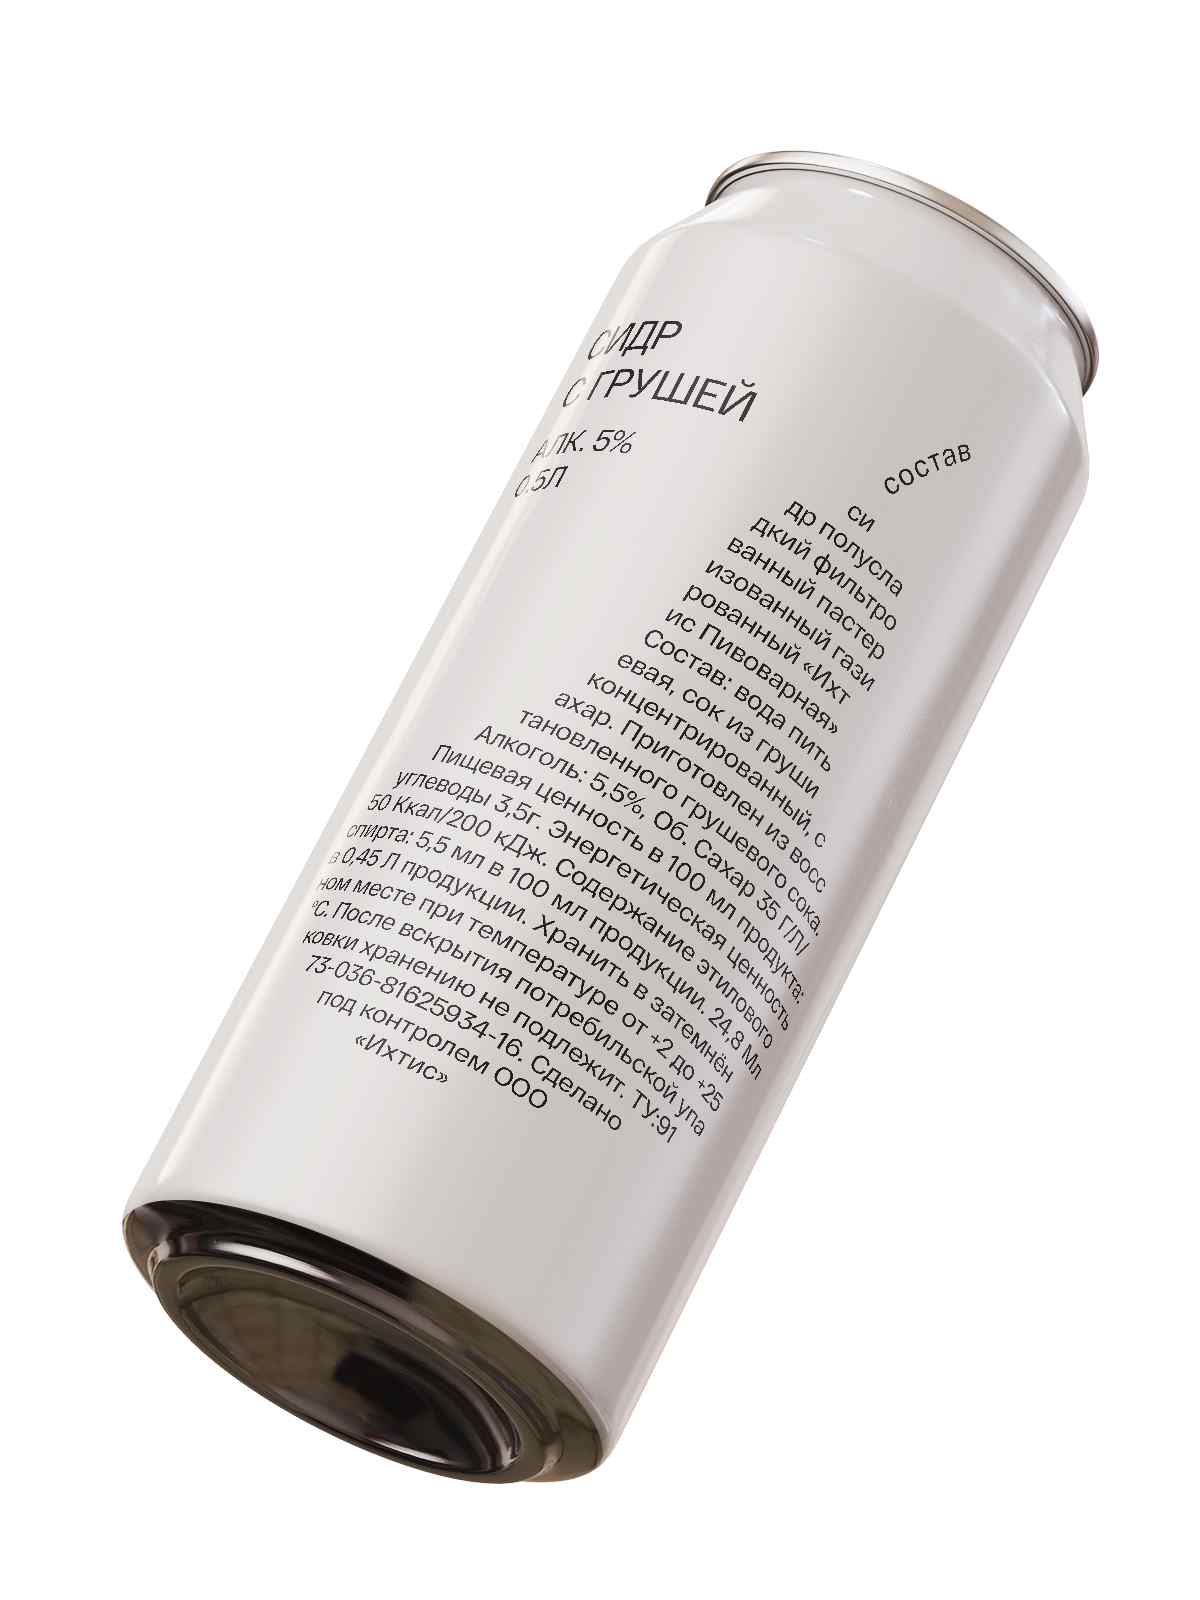 СИДР
С ГРУШЕЙ
АЛК. 5%
0.5Л
состав
си
др полусла
дкий фильтро
ванный пастер
изованный гази
рованный «Ихт
ис Пивоварная»
Состав: вода пить
евая, сок из груши
концентрированный, с
ахар. Приготовлен из восс
тановленного грушевого сока.
Алкоголь: 5,5%, Об. Сахар 35 Г/Л/
Пищевая ценность в 100 мл продукта:
углеводы 3,5г. Энергетическая ценность
50 Ккал/200 кДж. Содержание этилового
спирта: 5,5 мл в 100 мл продукции. 24,8 Мл
в 0,45 Л продукции. Хранить в затемнён
ном месте при температуре от +2 до +25
°С. После вскрытия потребильской упа
ковки хранению не подлежит. ТУ:91
73-036-81625934-16. Сделано
под контролем ООО
«Ихтис»